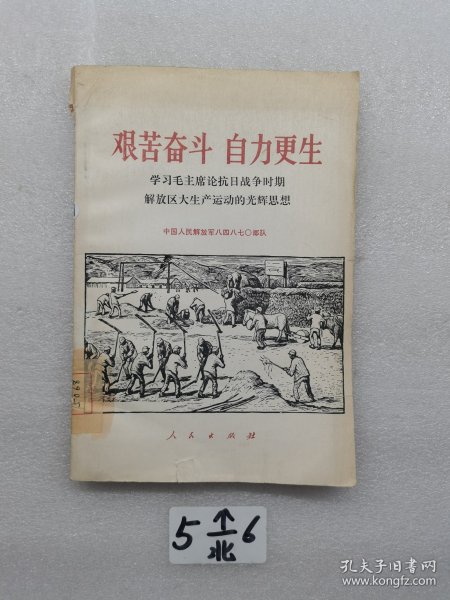 艰苦奋斗 自力更生
学习毛主席论抗日战争时期
解放区大生产运动的光辉思想
中国人民解放军八四八七〇部队
人民出版社
5 ↑ 6
北
孔夫子旧书网
www.kongfz.com